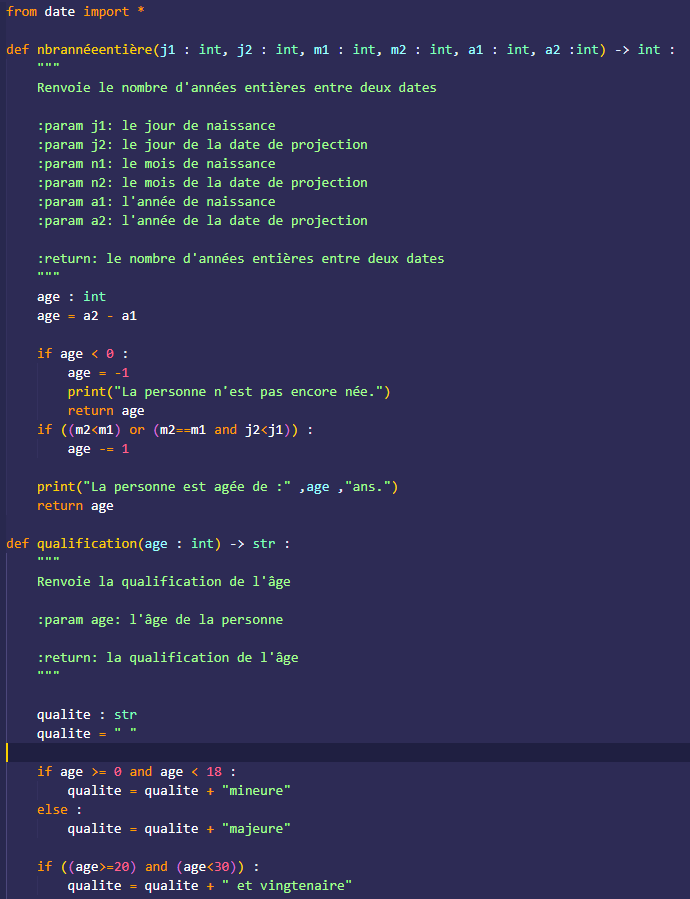 from date import *
def nbrannéeentière(j1 : int, j2 : int, m1 : int, m2 : int, a1 : int, a2 :int) -> int :
"""
Renvoie le nombre d'années entières entre deux dates
:param j1: le jour de naissance
:param j2: le jour de la date de projection
:param n1: le mois de naissance
:param n2: le mois de la date de projection
:param a1: l'année de naissance
:param a2: l'année de la date de projection
:return: le nombre d'années entières entre deux dates
"""
age : int
age = a2 - a1
if age < 0 :
age = -1
print("La personne n'est pas encore née.")
return age
if ((m2<m1) or (m2==m1 and j2<j1)) :
age -= 1
print("La personne est agée de :" ,age ,"ans.")
return age
def qualification(age : int) -> str :
"""
Renvoie la qualification de l'âge
:param age: l'âge de la personne
:return: la qualification de l'âge
"""
qualite : str
qualite = " "
if age >= 0 and age < 18 :
qualite = qualite + "mineure"
else :
qualite = qualite + "majeure"
if ((age>=20) and (age<30)) :
qualite = qualite + " et vingtenaire"